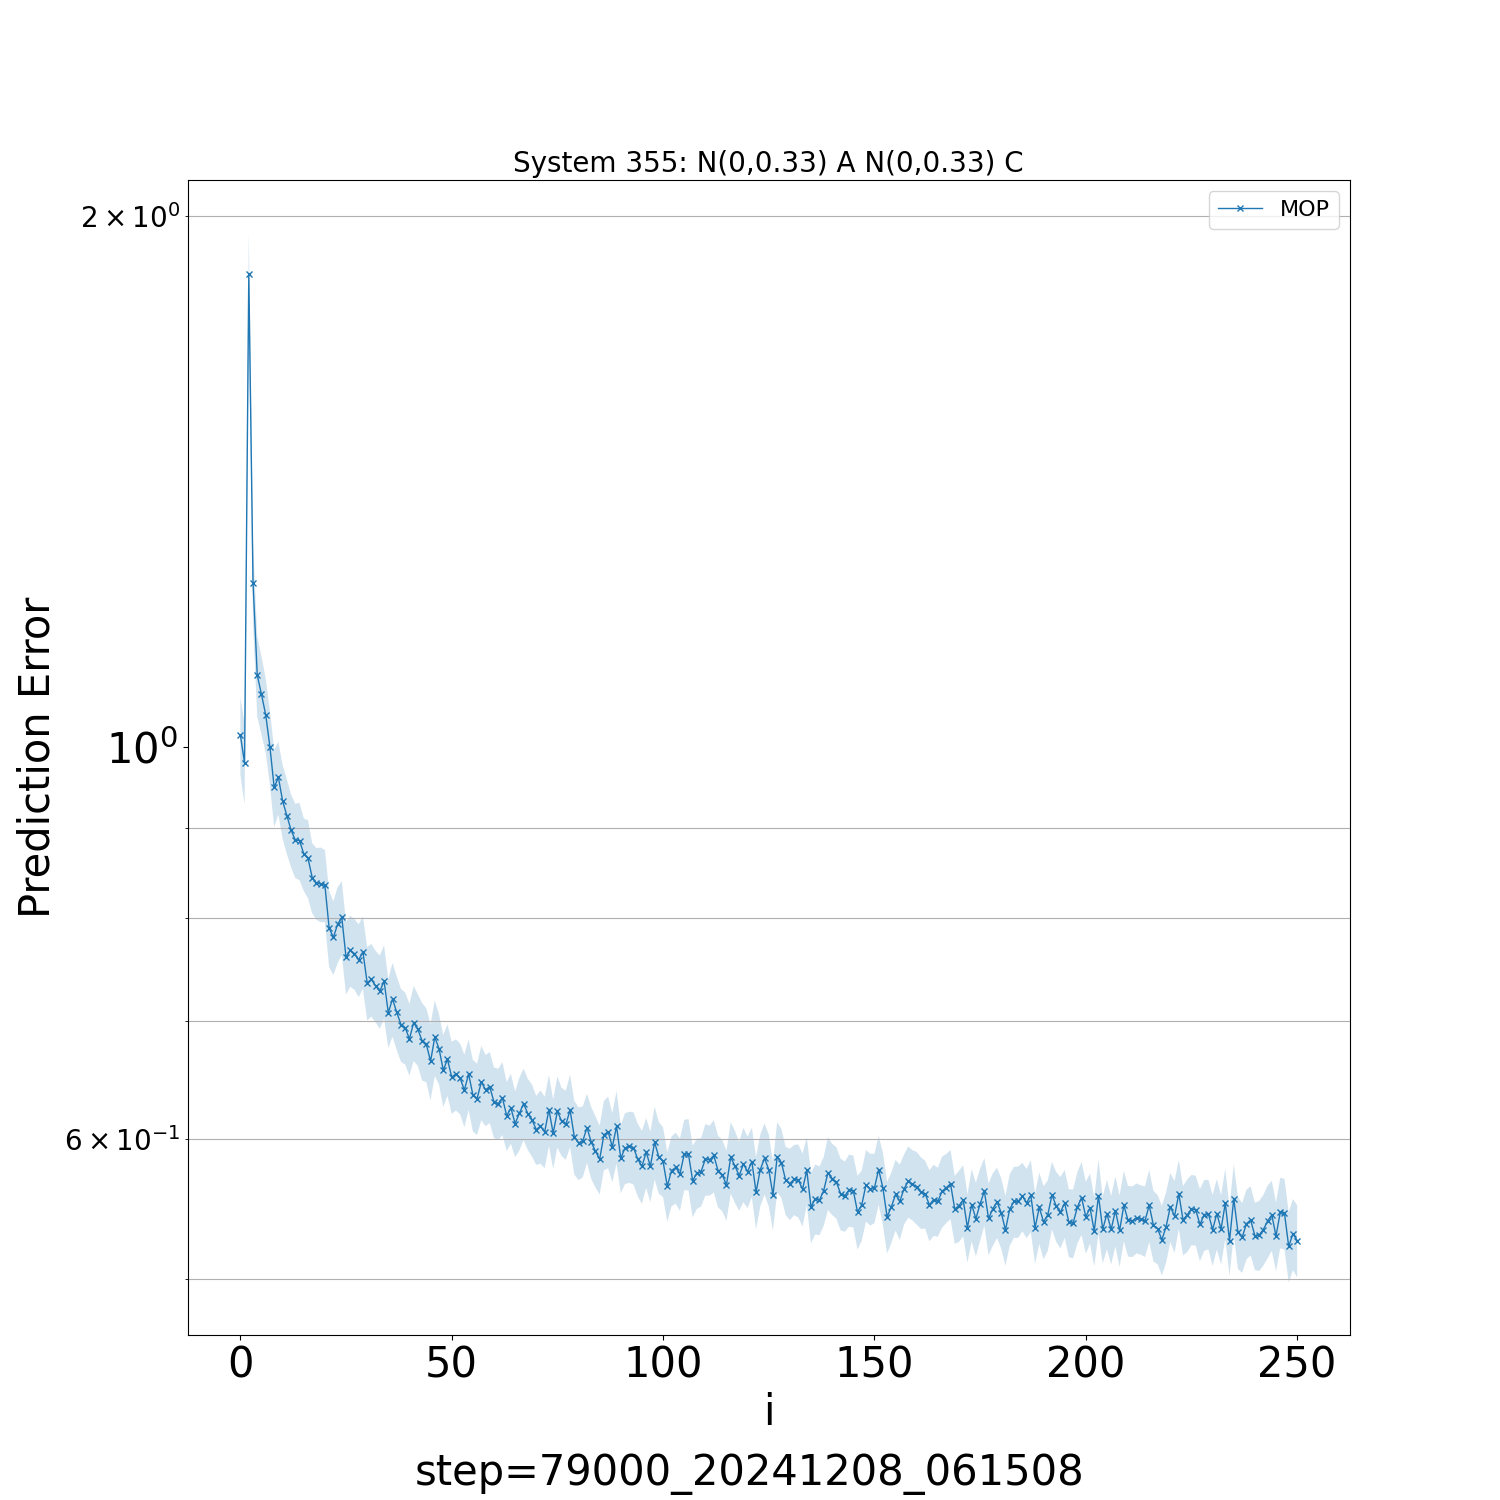 System 355: N(0,0.33) A N(0,0.33) C
MOP
2 × 10⁰
10⁰
6 × 10⁻¹
Prediction Error
0 50 100 150 200 250
i
step=79000_20241208_061508